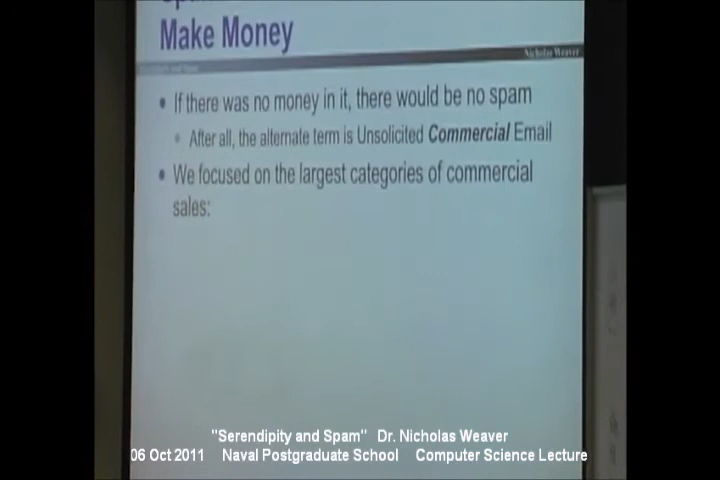 Make Money
Nicholas Weaver
• If there was no money in it, there would be no spam
• After all, the alternate term is Unsolicited Commercial Email
• We focused on the largest categories of commercial
sales:
"Serendipity and Spam" Dr. Nicholas Weaver
06 Oct 2011 Naval Postgraduate School Computer Science Lecture